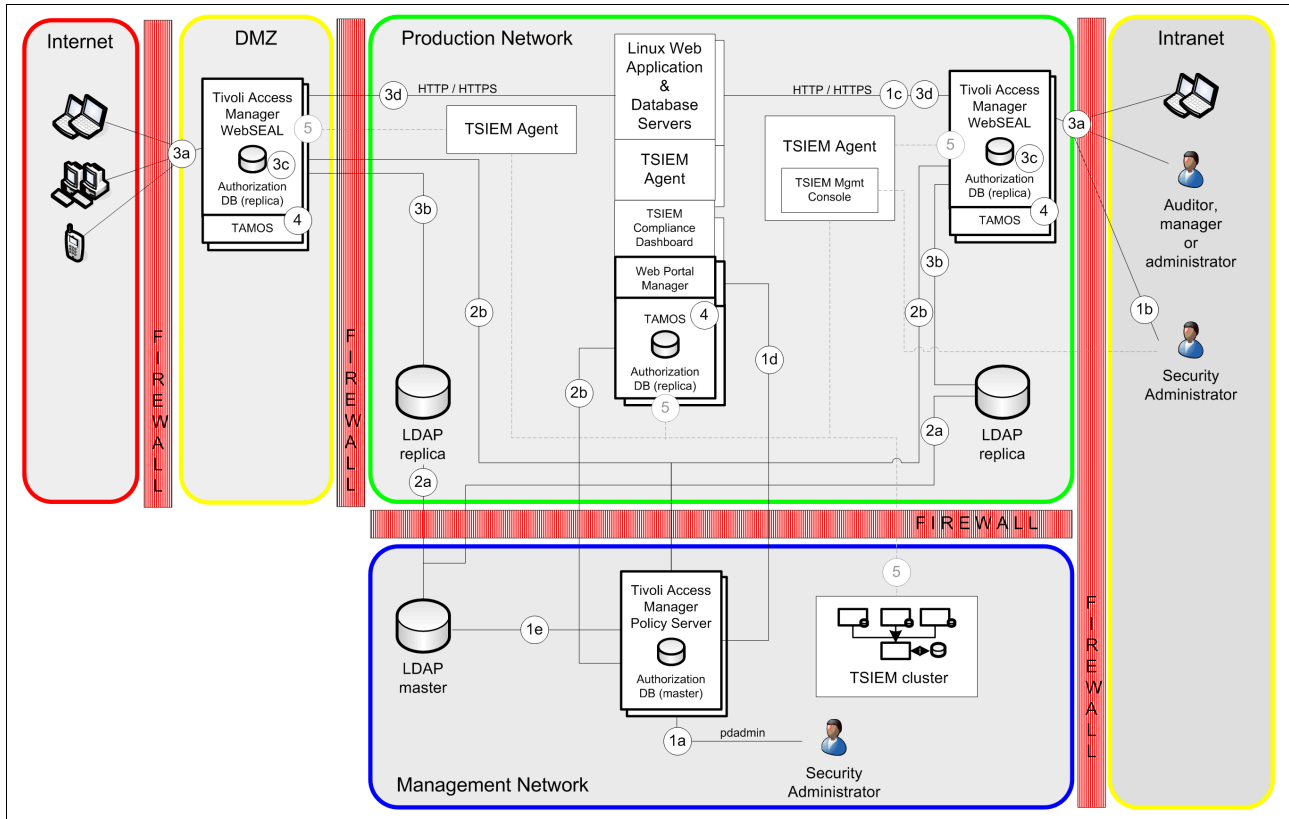 Internet
3a
FIREWALL
DMZ
Tivoli Access
Manager
WebSEAL
5
3c
Authorization
DB (replica)
4
TAMOS
FIREWALL
Production Network
3d
HTTP / HTTPS
TSIEM Agent
3b
2b
LDAP
replica
2a
Linux Web
Application
&
Database
Servers
TSIEM
Agent
TSIEM
Compliance
Dashboard
Web Portal
Manager
TAMOS
4
Authorization
DB (replica)
5
2b
1d
HTTP / HTTPS
1c
3d
TSIEM Agent
TSIEM Mgmt
Console
5
Tivoli Access
Manager
WebSEAL
3c
Authorization
DB (replica)
4
TAMOS
3b
2b
2a
LDAP
replica
FIREWALL
Intranet
3a
Auditor,
manager
or
administrator
1b
Security
Administrator
FIREWALL
LDAP
master
1e
Tivoli Access
Manager
Policy Server
Authorization
DB (master)
1a
pdadmin
Security
Administrator
5
TSIEM cluster
Management Network